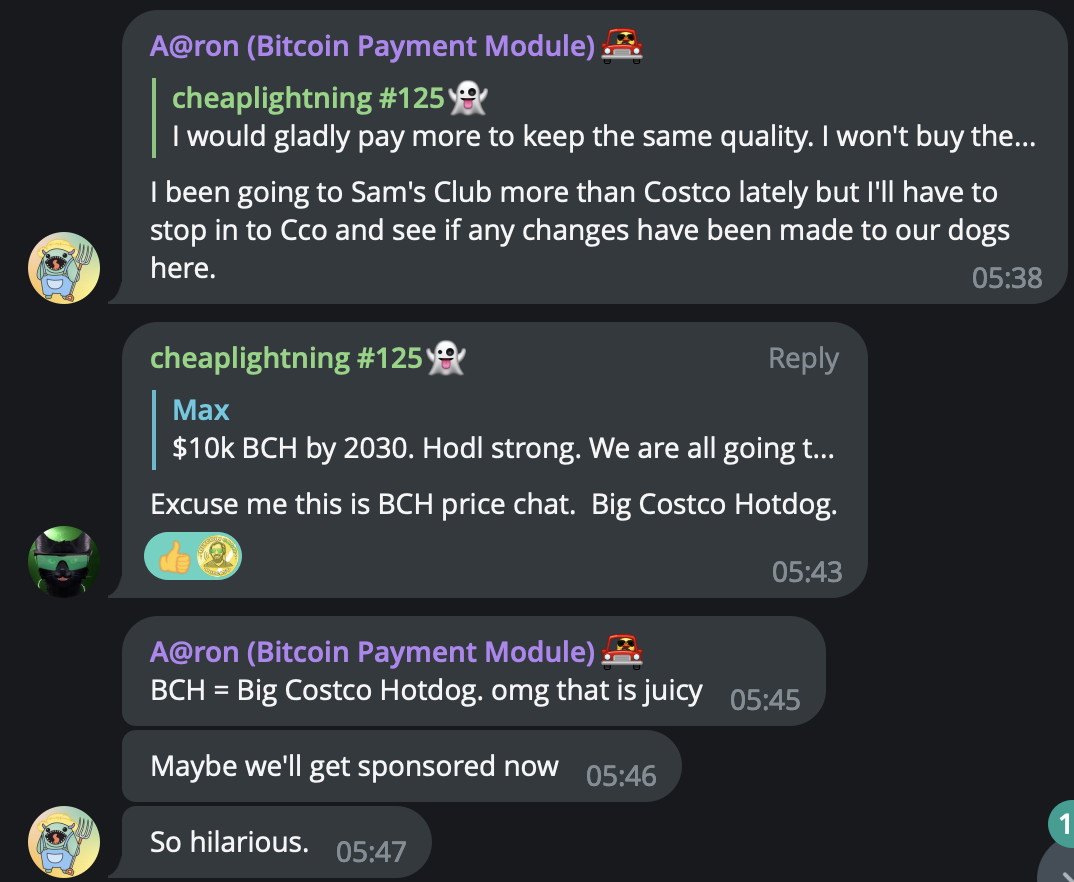 A@ron (Bitcoin Payment Module)
cheaplightning #125
I would gladly pay more to keep the same quality. I won't buy the...
I been going to Sam's Club more than Costco lately but I'll have to
stop in to Cco and see if any changes have been made to our dogs
here.
05:38
cheaplightning #125
Reply
Max
$10k BCH by 2030. Hodl strong. We are all going t...
Excuse me this is BCH price chat.  Big Costco Hotdog.
05:43
A@ron (Bitcoin Payment Module)
BCH = Big Costco Hotdog. omg that is juicy
05:45
Maybe we'll get sponsored now
05:46
So hilarious.
05:47
1